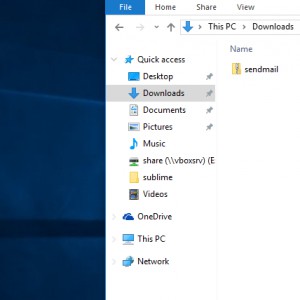 File Home Share View
This PC Downloads
Name
Quick access
sendmail
Desktop
Downloads
Documents
Pictures
Music
share (\\vboxsrv) (E
sublime
Videos
OneDrive
This PC
Network